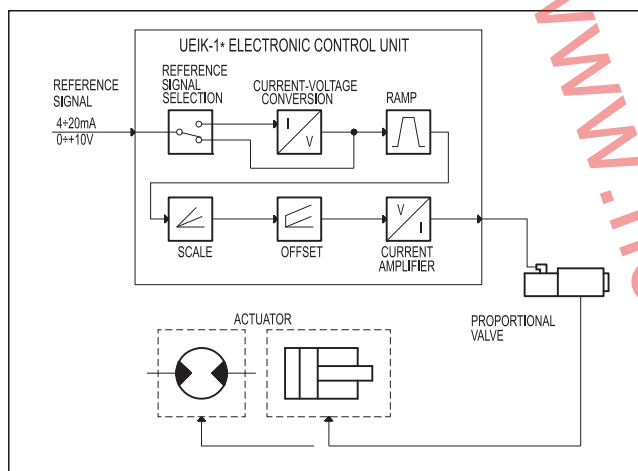 UEIK-1* ELECTRONIC CONTROL UNIT
REFERENCE
SIGNAL
4÷20mA
0÷+10V
REFERENCE
SIGNAL
SELECTION
CURRENT-VOLTAGE
CONVERSION
RAMP
I
V
SCALE
OFFSET
V
I
CURRENT
AMPLIFIER
PROPORTIONAL
VALVE
ACTUATOR
www.